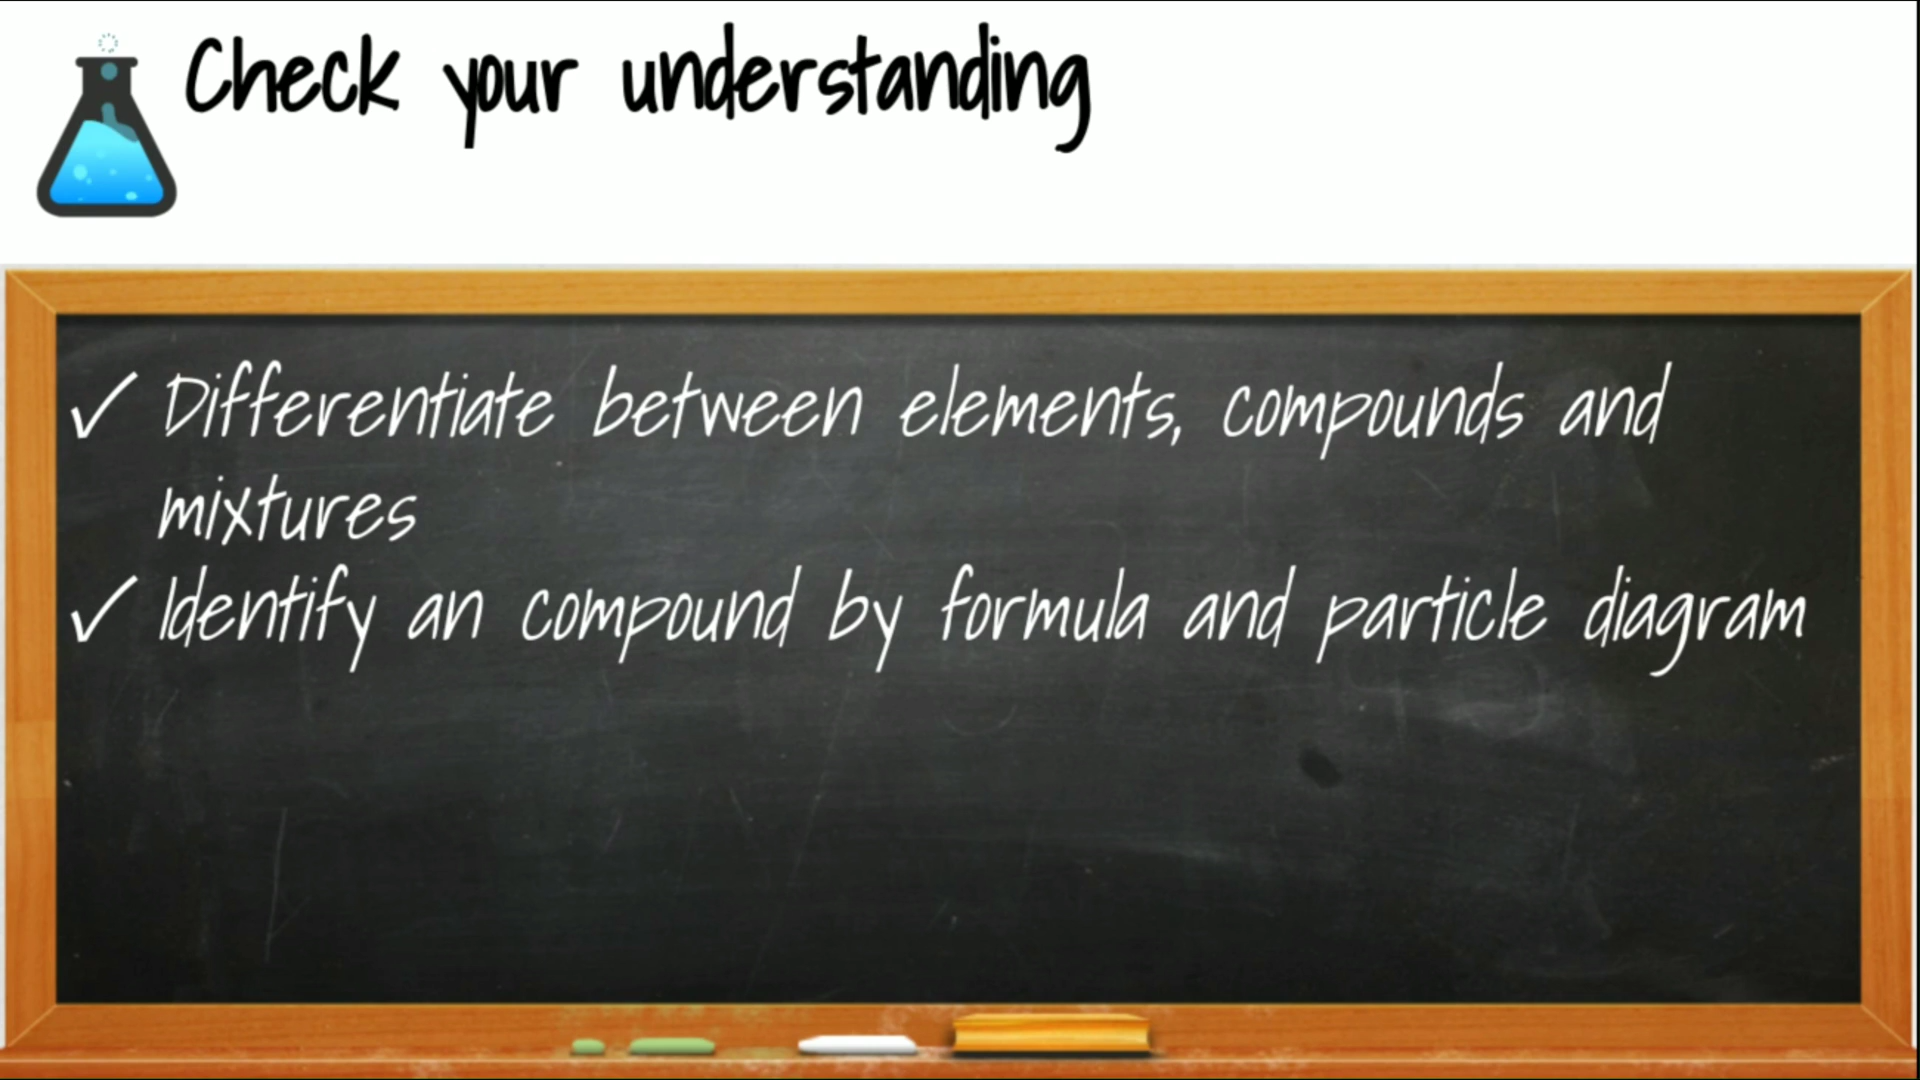 Check your understanding
✓ Differentiate between elements, compounds and
mixtures
✓ Identify an compound by formula and particle diagram